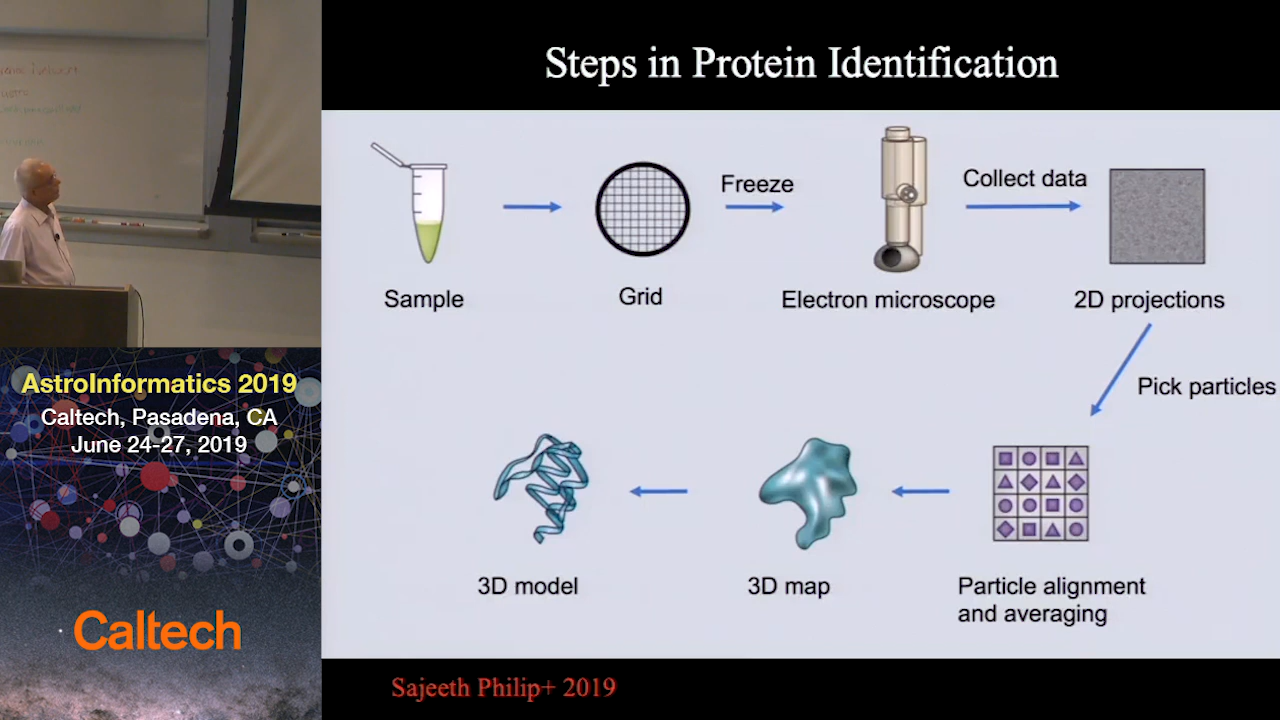 Steps in Protein Identification
Freeze
Collect data
Sample
Grid
Electron microscope
2D projections
Pick particles
3D model
3D map
Particle alignment
and averaging
Sajeeth Philip+ 2019
AstroInformatics 2019
Caltech, Pasadena, CA
June 24-27, 2019
Caltech